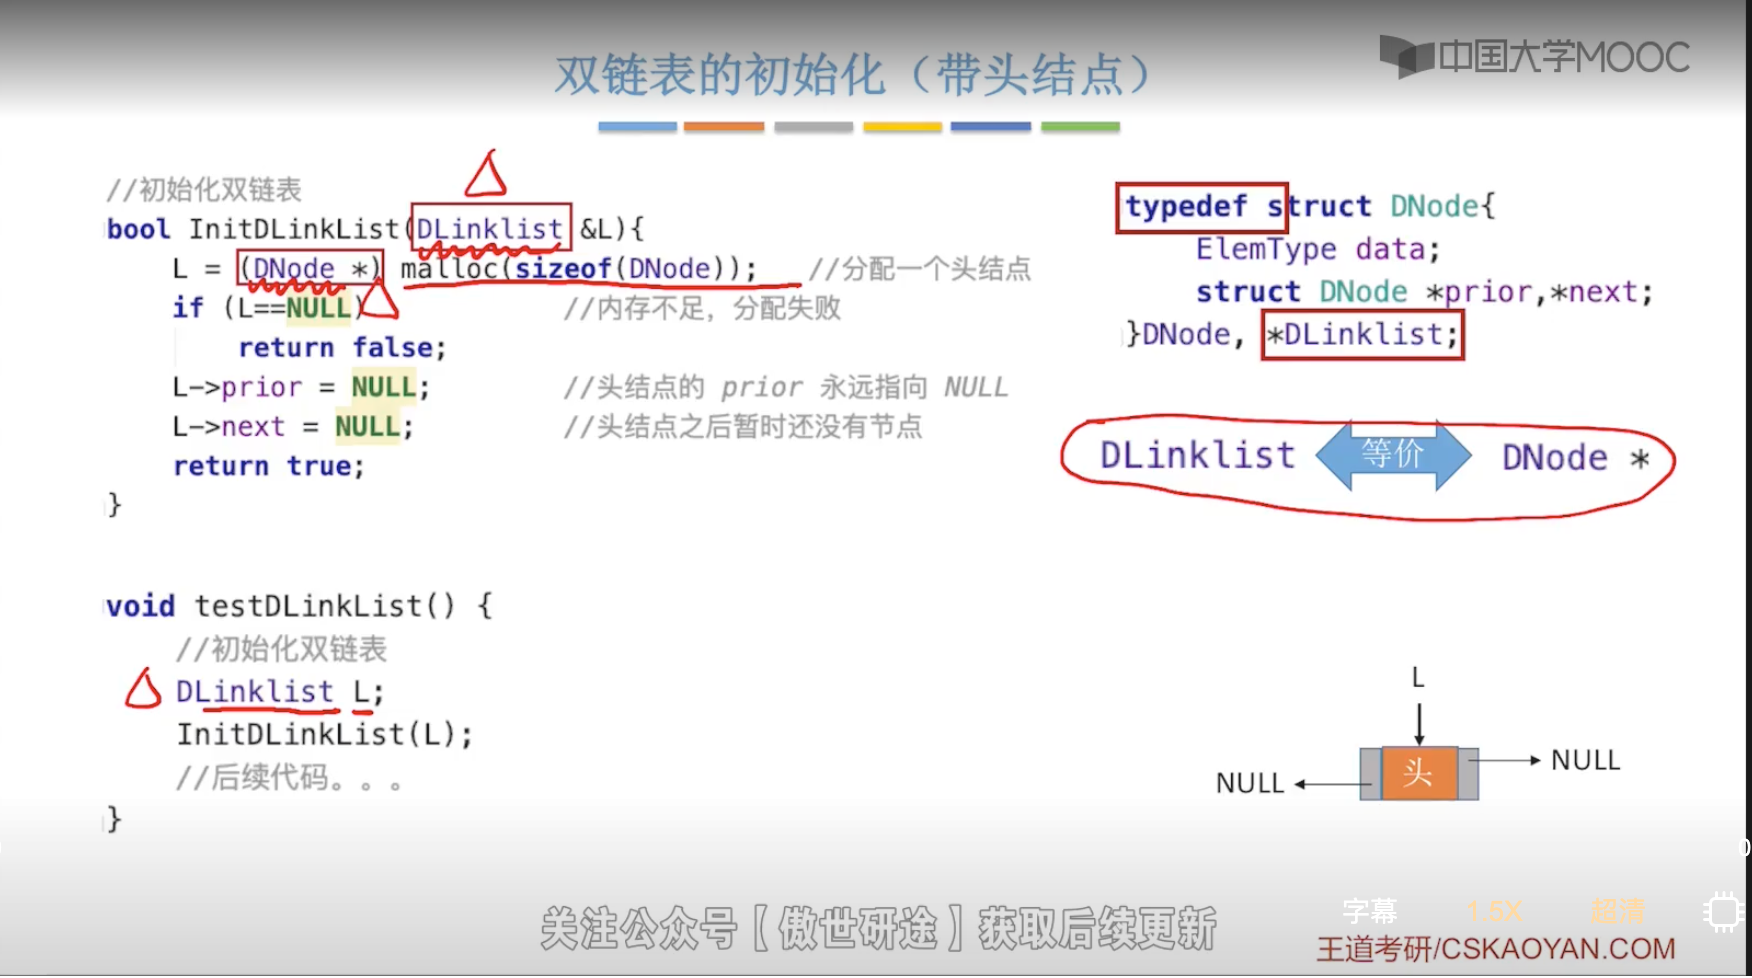 中国大学MOOC
双链表的初始化（带头结点）
//初始化双链表
bool InitDLinkList(DLinklist &L){
L = (DNode *) malloc(sizeof(DNode)); //分配一个头结点
if (L==NULL) //内存不足，分配失败
return false;
L->prior = NULL; //头结点的 prior 永远指向 NULL
L->next = NULL; //头结点之后暂时还没有节点
return true;
}
typedef struct DNode{
ElemType data;
struct DNode *prior,*next;
}DNode, *DLinklist;
DLinklist 等价 DNode *
void testDLinkList() {
//初始化双链表
DLinklist L;
InitDLinkList(L);
//后续代码。。。
}
L
NULL 头 NULL
关注公众号【傲世研途】获取后续更新
字幕 1.5X 超清
王道考研/CSKAOYAN.COM